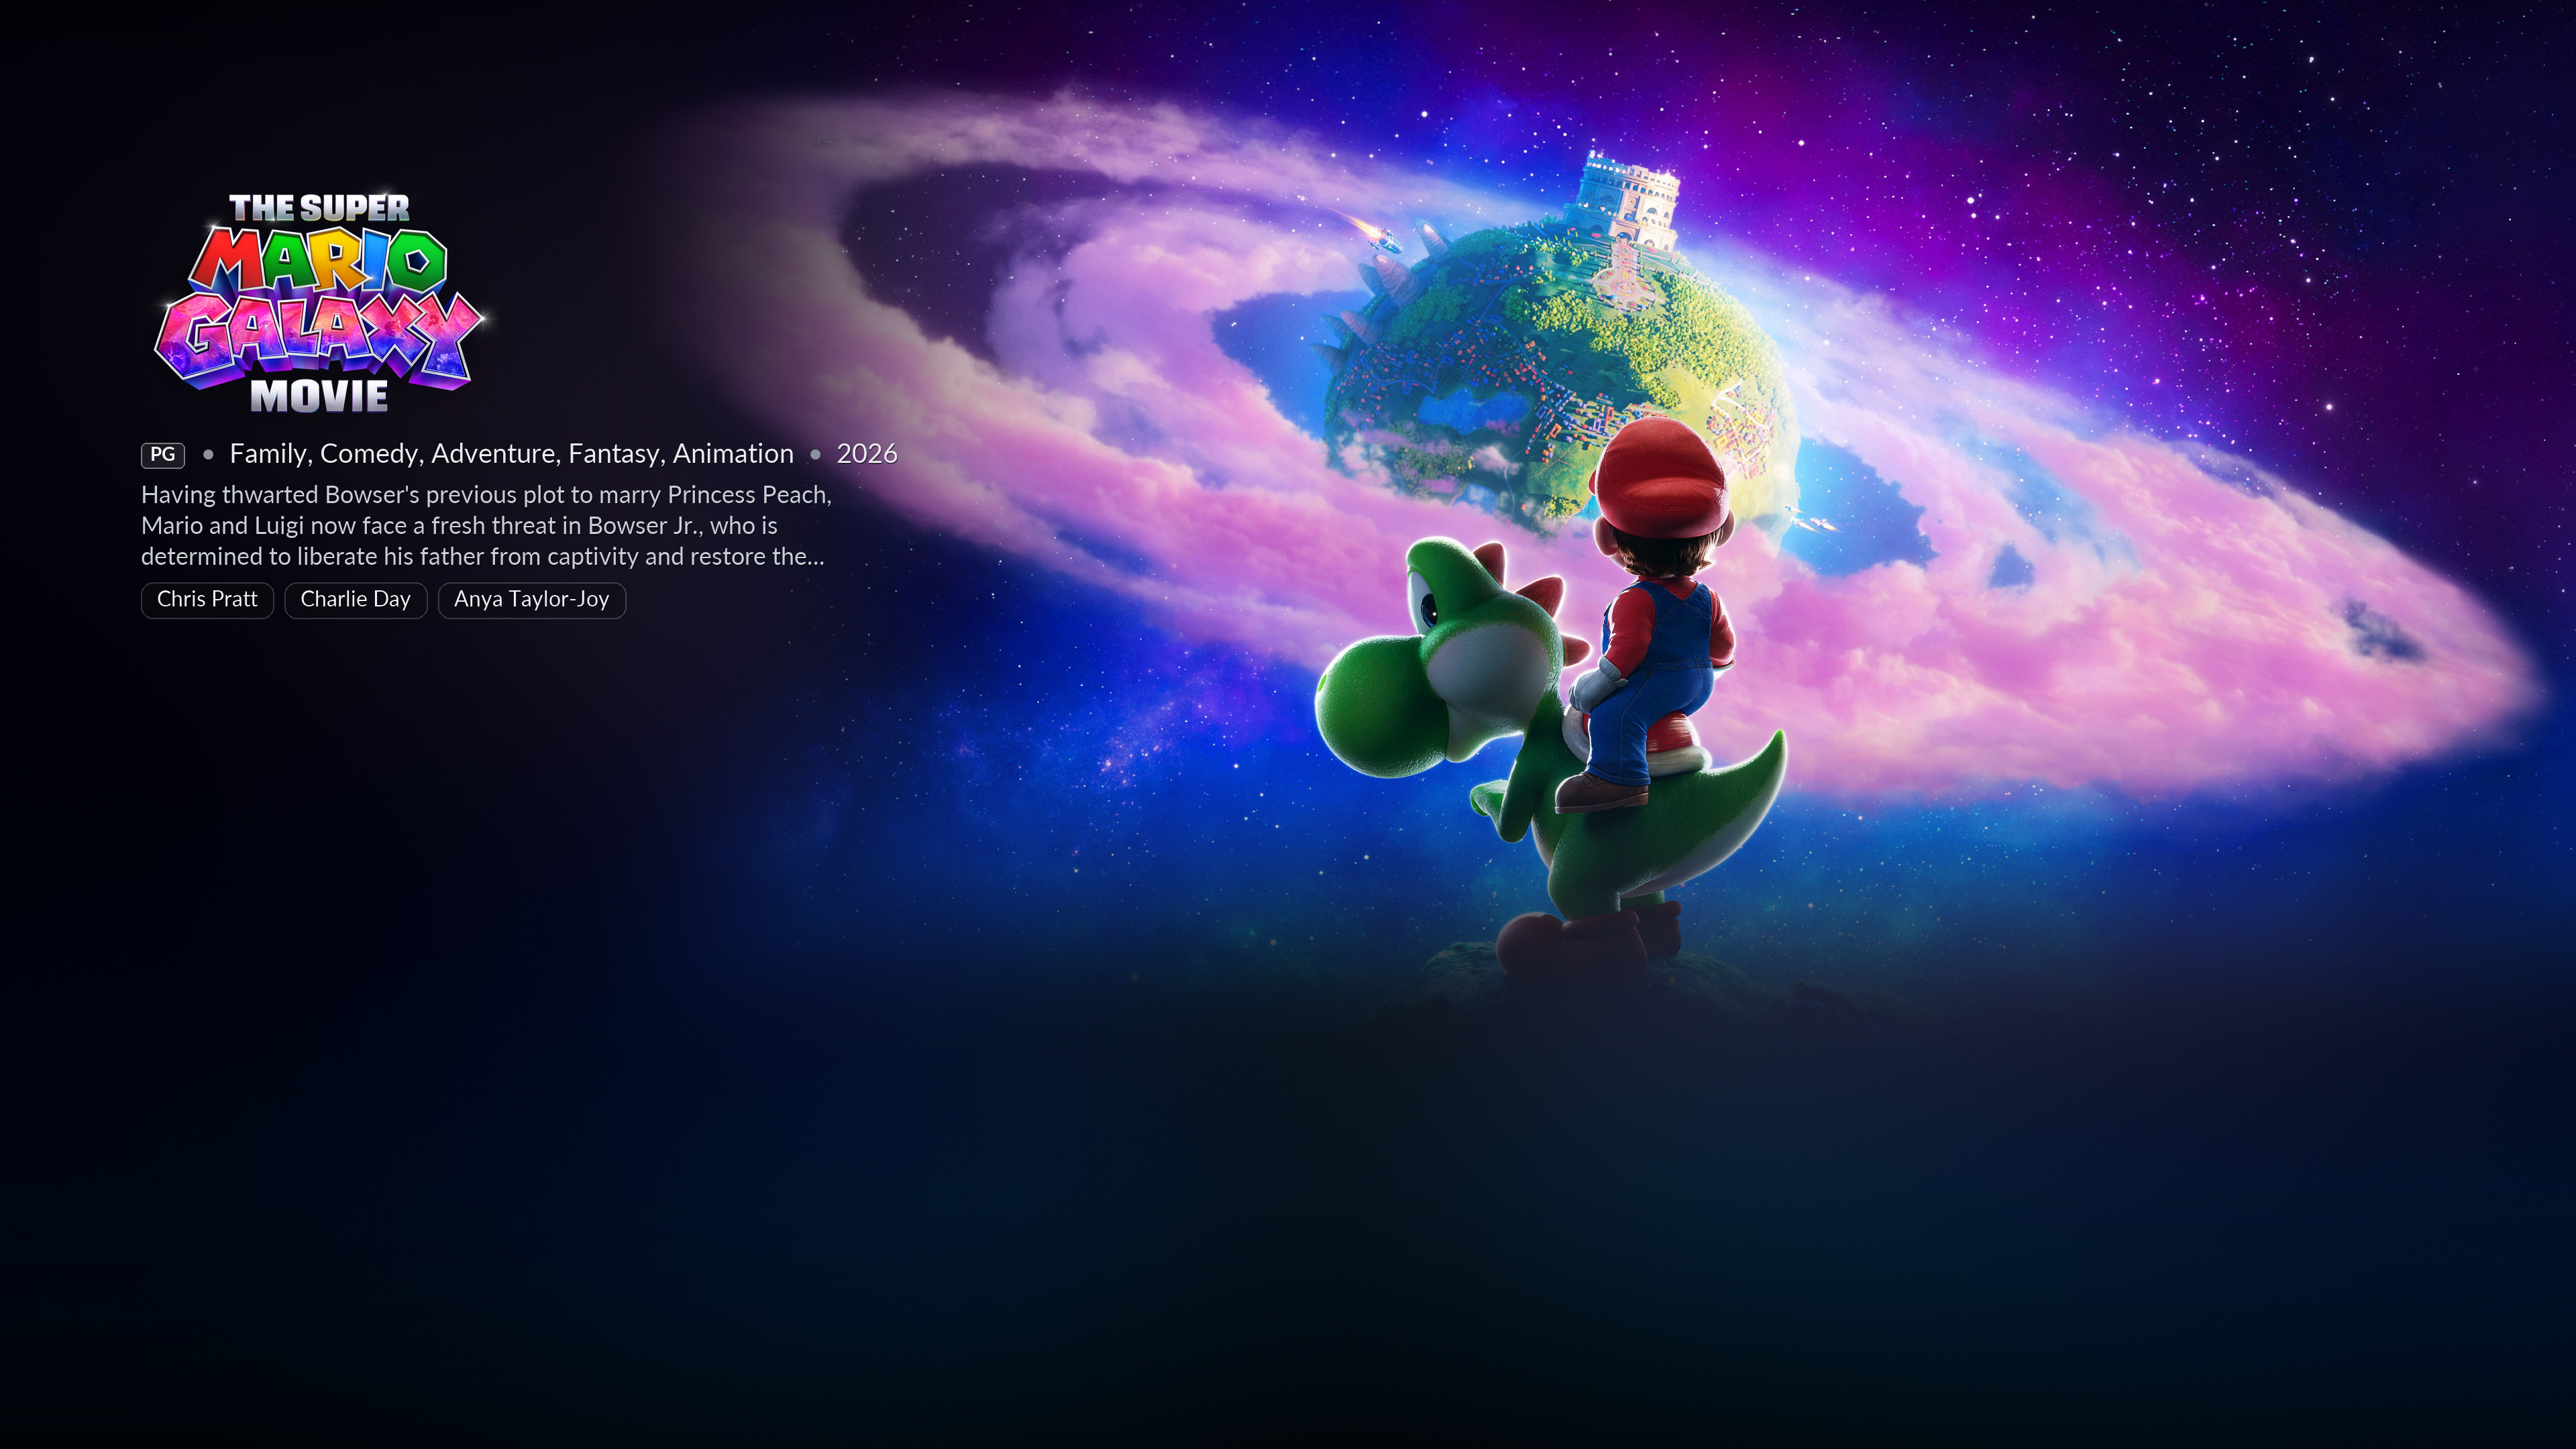 THE SUPER
MARIO
GALAXY
MOVIE
PG • Family, Comedy, Adventure, Fantasy, Animation • 2026
Having thwarted Bowser's previous plot to marry Princess Peach,
Mario and Luigi now face a fresh threat in Bowser Jr., who is
determined to liberate his father from captivity and restore the...
Chris Pratt Charlie Day Anya Taylor-Joy